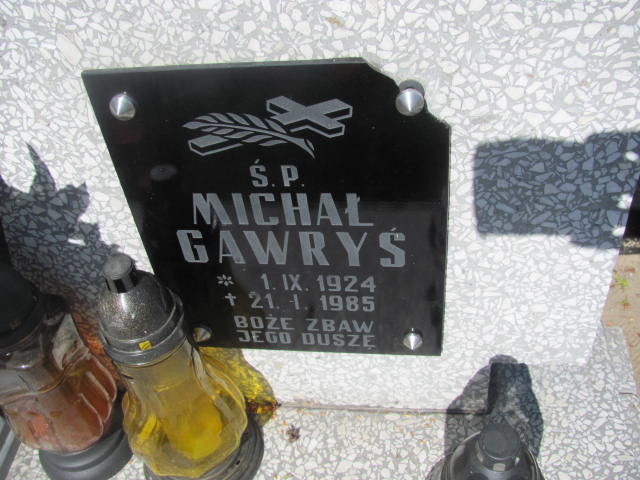 Ś.P.
MICHAŁ
GAWRYŚ
* 1.IX.1924
† 21.-I.1985
BOŻE ZBAW
JEGO DUSZĘ